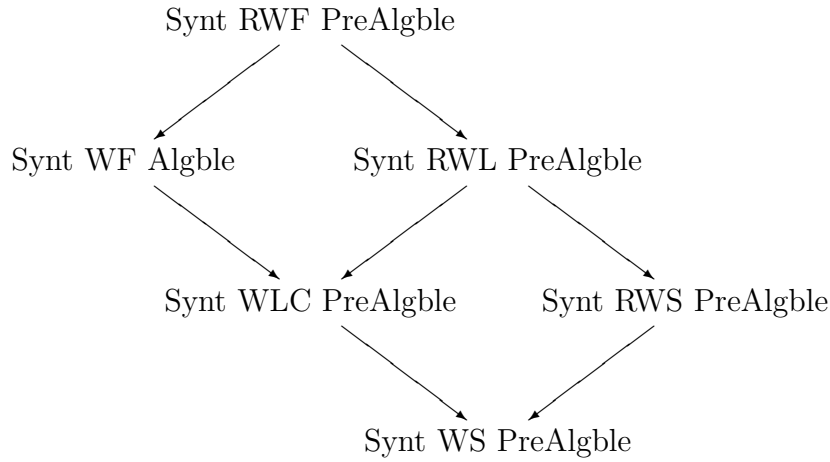 Synt RWF PreAlgble
Synt WF Algble
Synt RWL PreAlgble
Synt WLC PreAlgble
Synt RWS PreAlgble
Synt WS PreAlgble